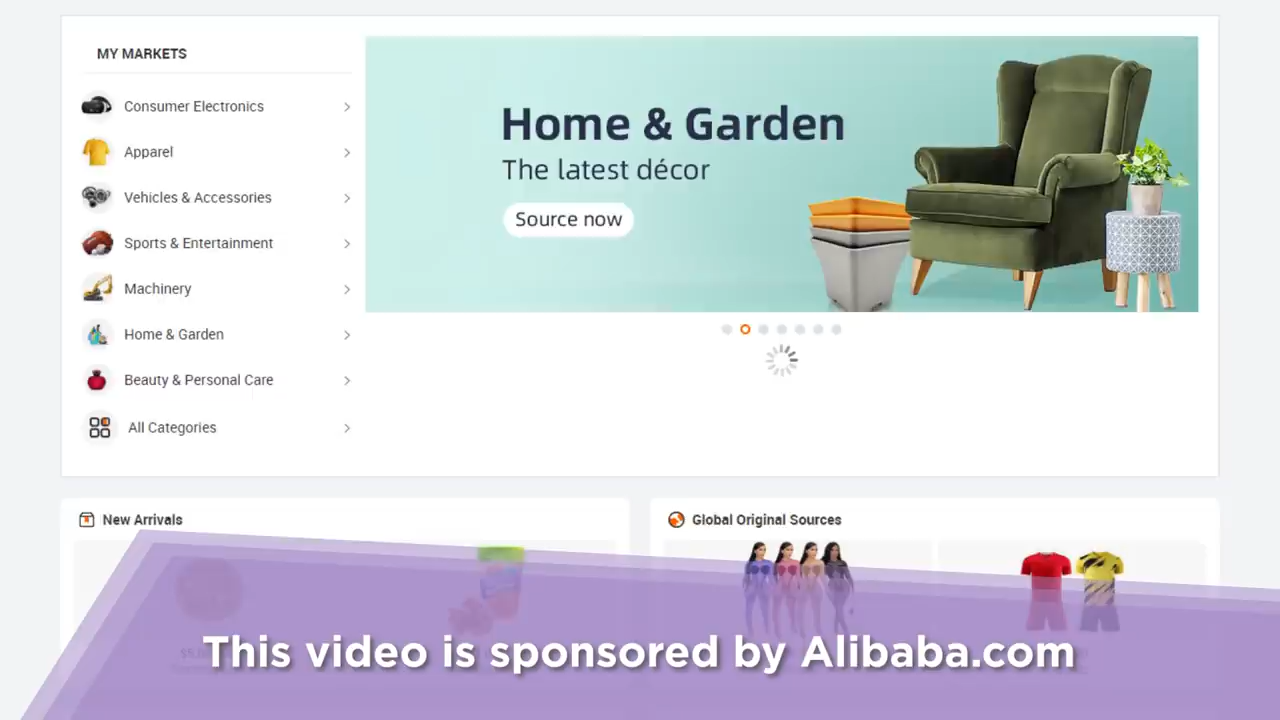 MY MARKETS
Consumer Electronics
Apparel
Vehicles & Accessories
Sports & Entertainment
Machinery
Home & Garden
Beauty & Personal Care
All Categories
Home & Garden
The latest décor
Source now
New Arrivals
Global Original Sources
This video is sponsored by Alibaba.com